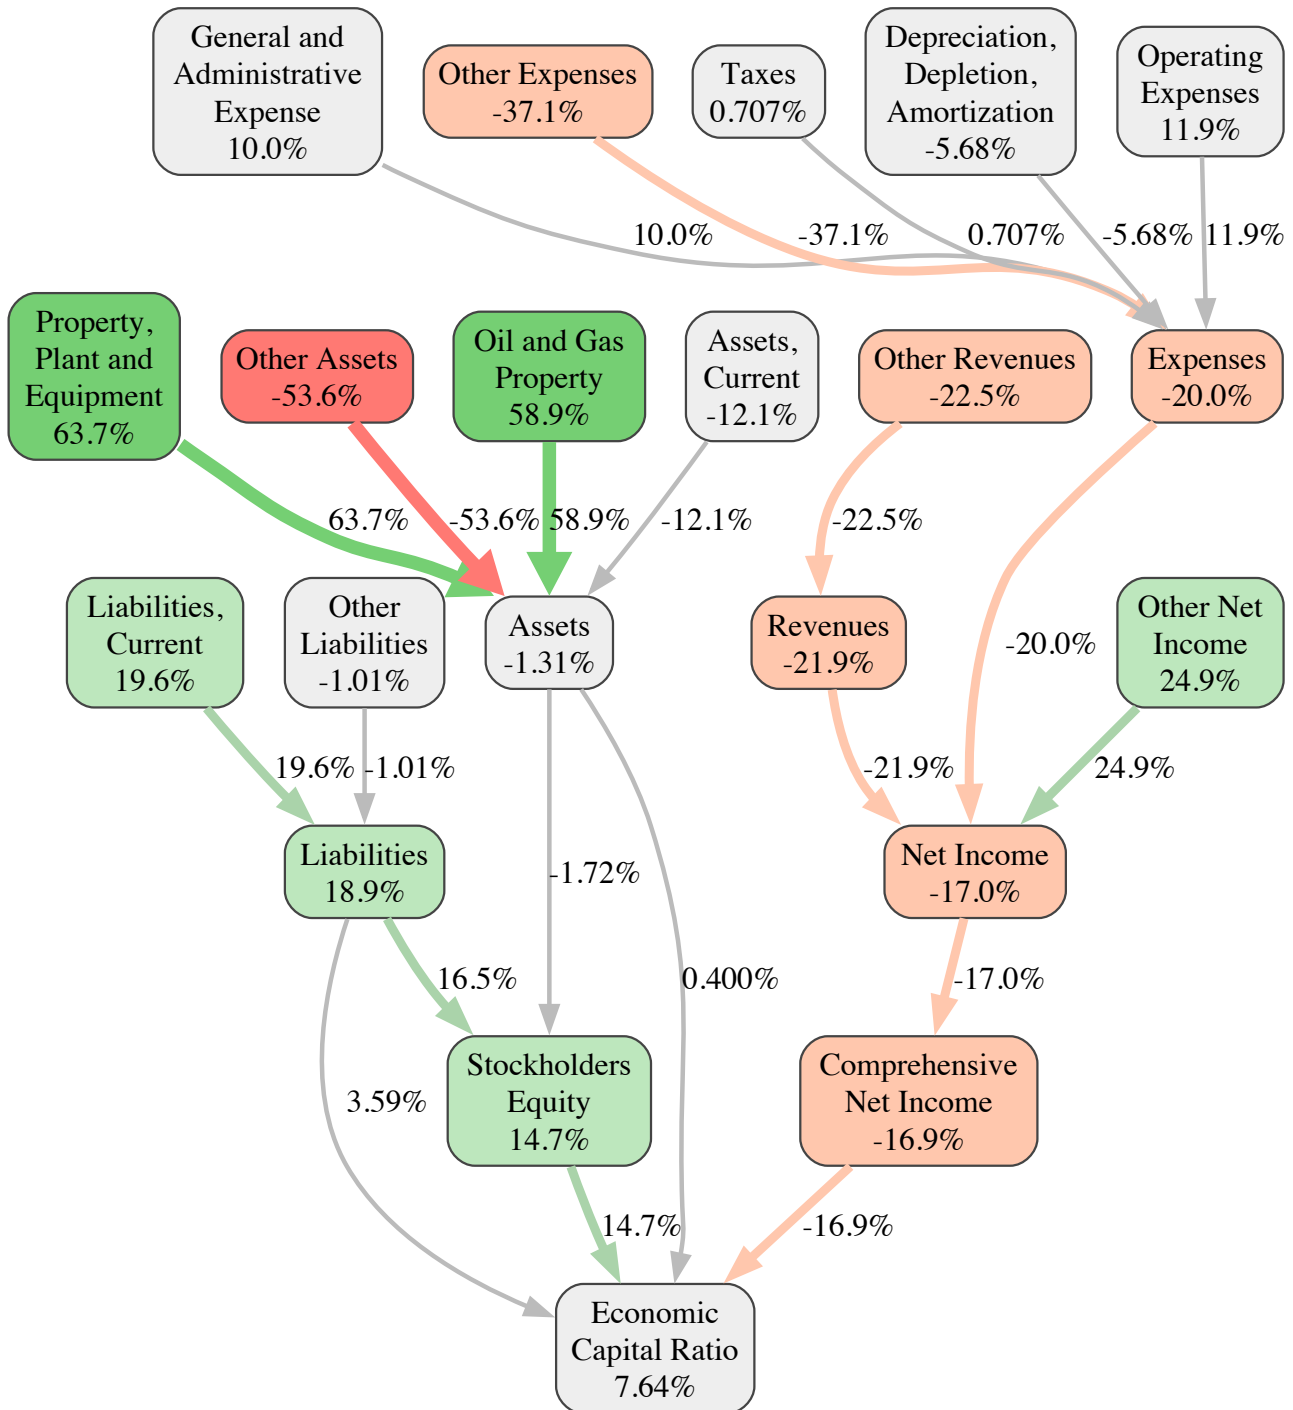 General and
Administrative
Expense
10.0%
Other Expenses
-37.1%
Taxes
0.707%
Depreciation,
Depletion,
Amortization
-5.68%
Operating
Expenses
11.9%
10.0%
-37.1%
0.707%
-5.68%
11.9%
Property,
Plant and
Equipment
63.7%
Other Assets
-53.6%
Oil and Gas
Property
58.9%
Assets,
Current
-12.1%
Other Revenues
-22.5%
Expenses
-20.0%
63.7%
-53.6%
58.9%
-12.1%
-22.5%
Liabilities,
Current
19.6%
Other
Liabilities
-1.01%
Assets
-1.31%
Revenues
-21.9%
-20.0%
Other Net
Income
24.9%
19.6%
-1.01%
-21.9%
24.9%
Liabilities
18.9%
-1.72%
Net Income
-17.0%
16.5%
0.400%
-17.0%
3.59%
Stockholders
Equity
14.7%
Comprehensive
Net Income
-16.9%
14.7%
-16.9%
Economic
Capital Ratio
7.64%